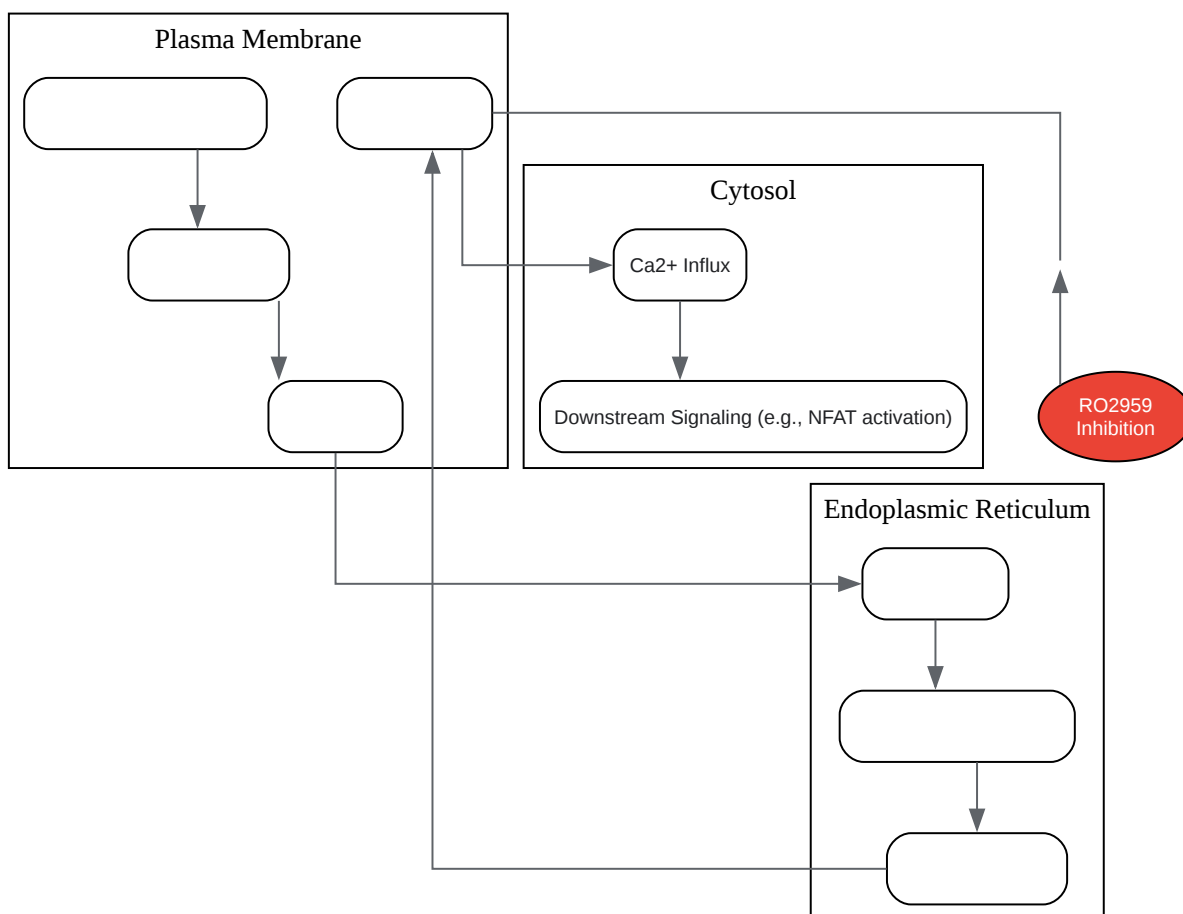 Plasma Membrane
Cytosol
Ca2+ Influx
Downstream Signaling (e.g., NFAT activation)
RO2959
Inhibition
Endoplasmic Reticulum